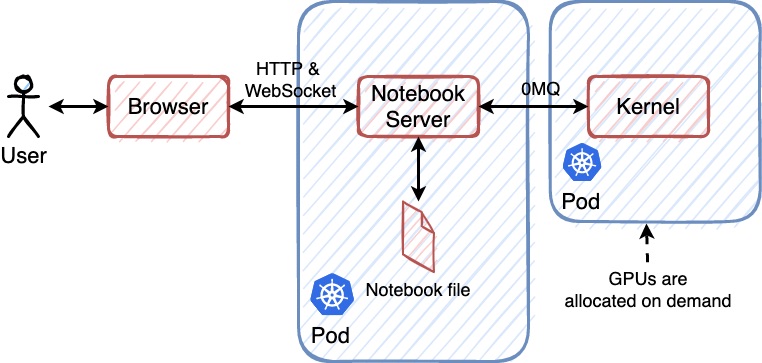 User
Browser
HTTP &
WebSocket
Notebook
Server
Notebook file
Pod
0MQ
Kernel
Pod
GPUs are
allocated on demand